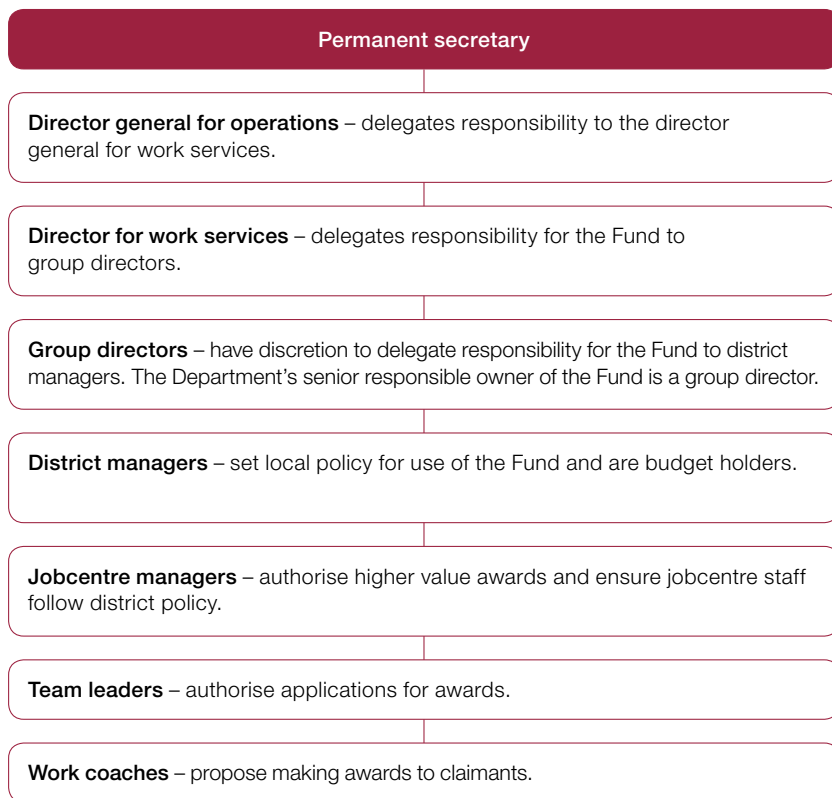 Permanent secretary
Director general for operations – delegates responsibility to the director
general for work services.
Director for work services – delegates responsibility for the Fund to
group directors.
Group directors – have discretion to delegate responsibility for the Fund to district
managers. The Department’s senior responsible owner of the Fund is a group director.
District managers – set local policy for use of the Fund and are budget holders.
Jobcentre managers – authorise higher value awards and ensure jobcentre staff
follow district policy.
Team leaders – authorise applications for awards.
Work coaches – propose making awards to claimants.